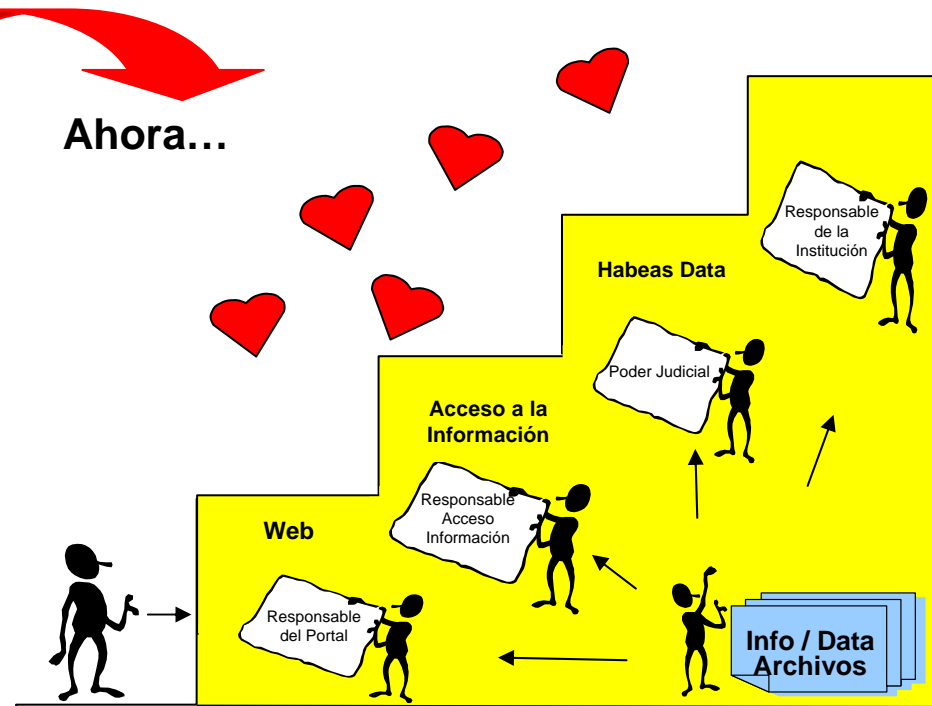 Ahora…
Responsable
de la
Institución
Habeas Data
Poder Judicial
Acceso a la
Información
Responsable
Acceso
Información
Web
Responsable
del Portal
Info / Data
Archivos